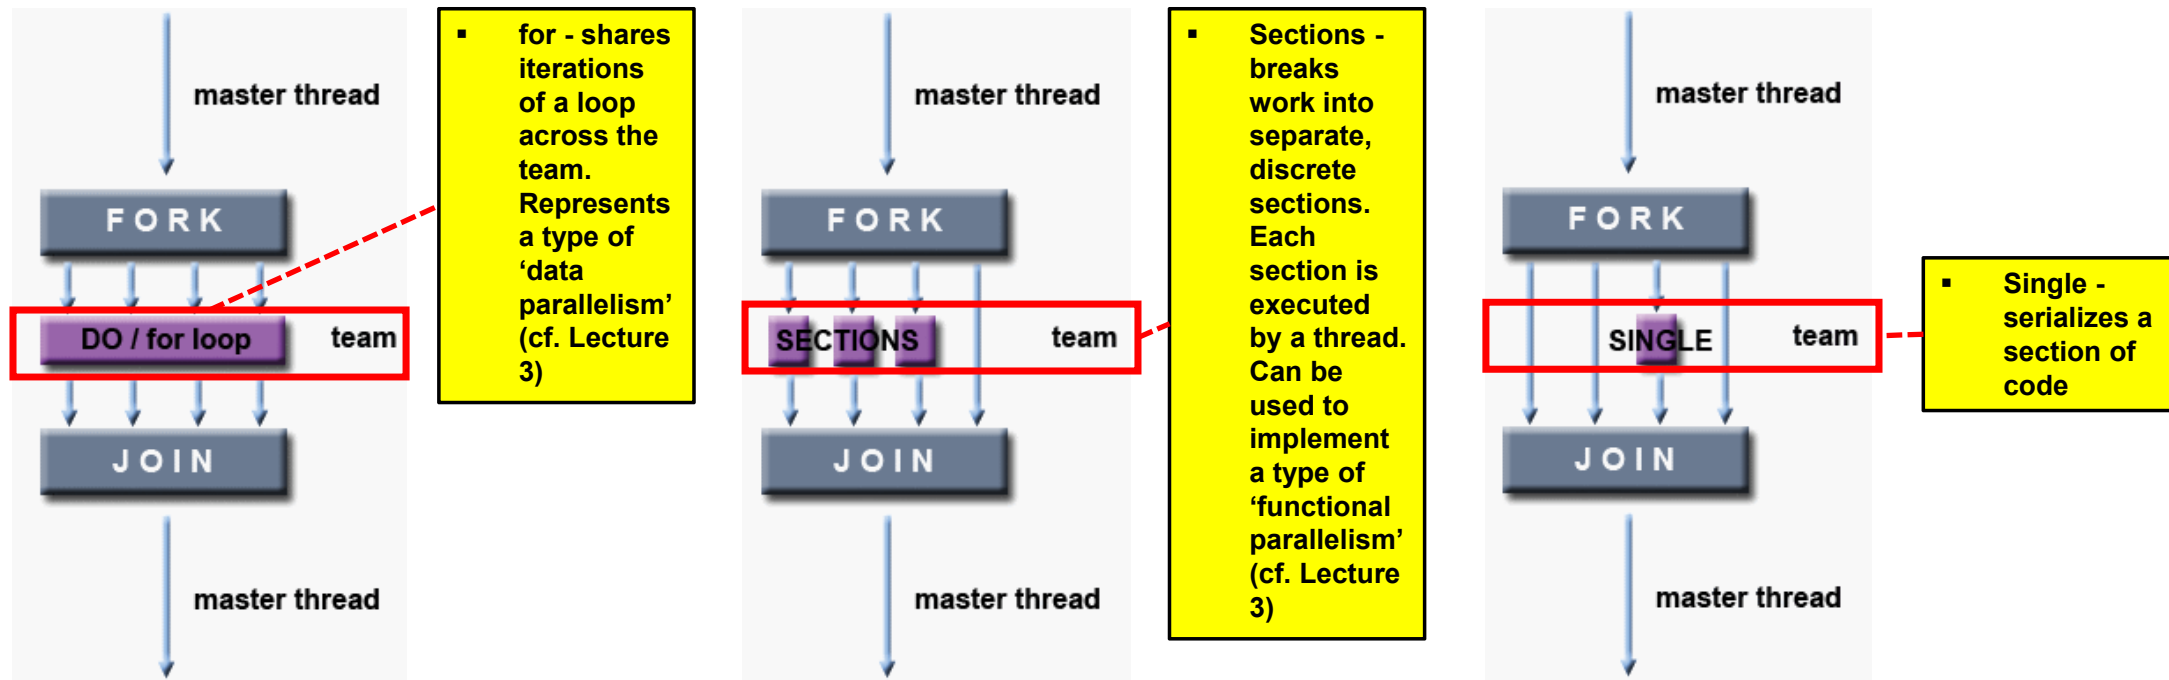 master thread
FORK
DO / for loop
team
JOIN
master thread
▪ for - shares
iterations
of a loop
across the
team.
Represents
a type of
‘data
parallelism’
(cf. Lecture
3)
master thread
FORK
SECTIONS
team
JOIN
master thread
▪ Sections -
breaks
work into
separate,
discrete
sections.
Each
section is
executed
by a thread.
Can be
used to
implement
a type of
‘functional
parallelism’
(cf. Lecture
3)
master thread
FORK
SINGLE
team
JOIN
master thread
▪ Single -
serializes a
section of
code